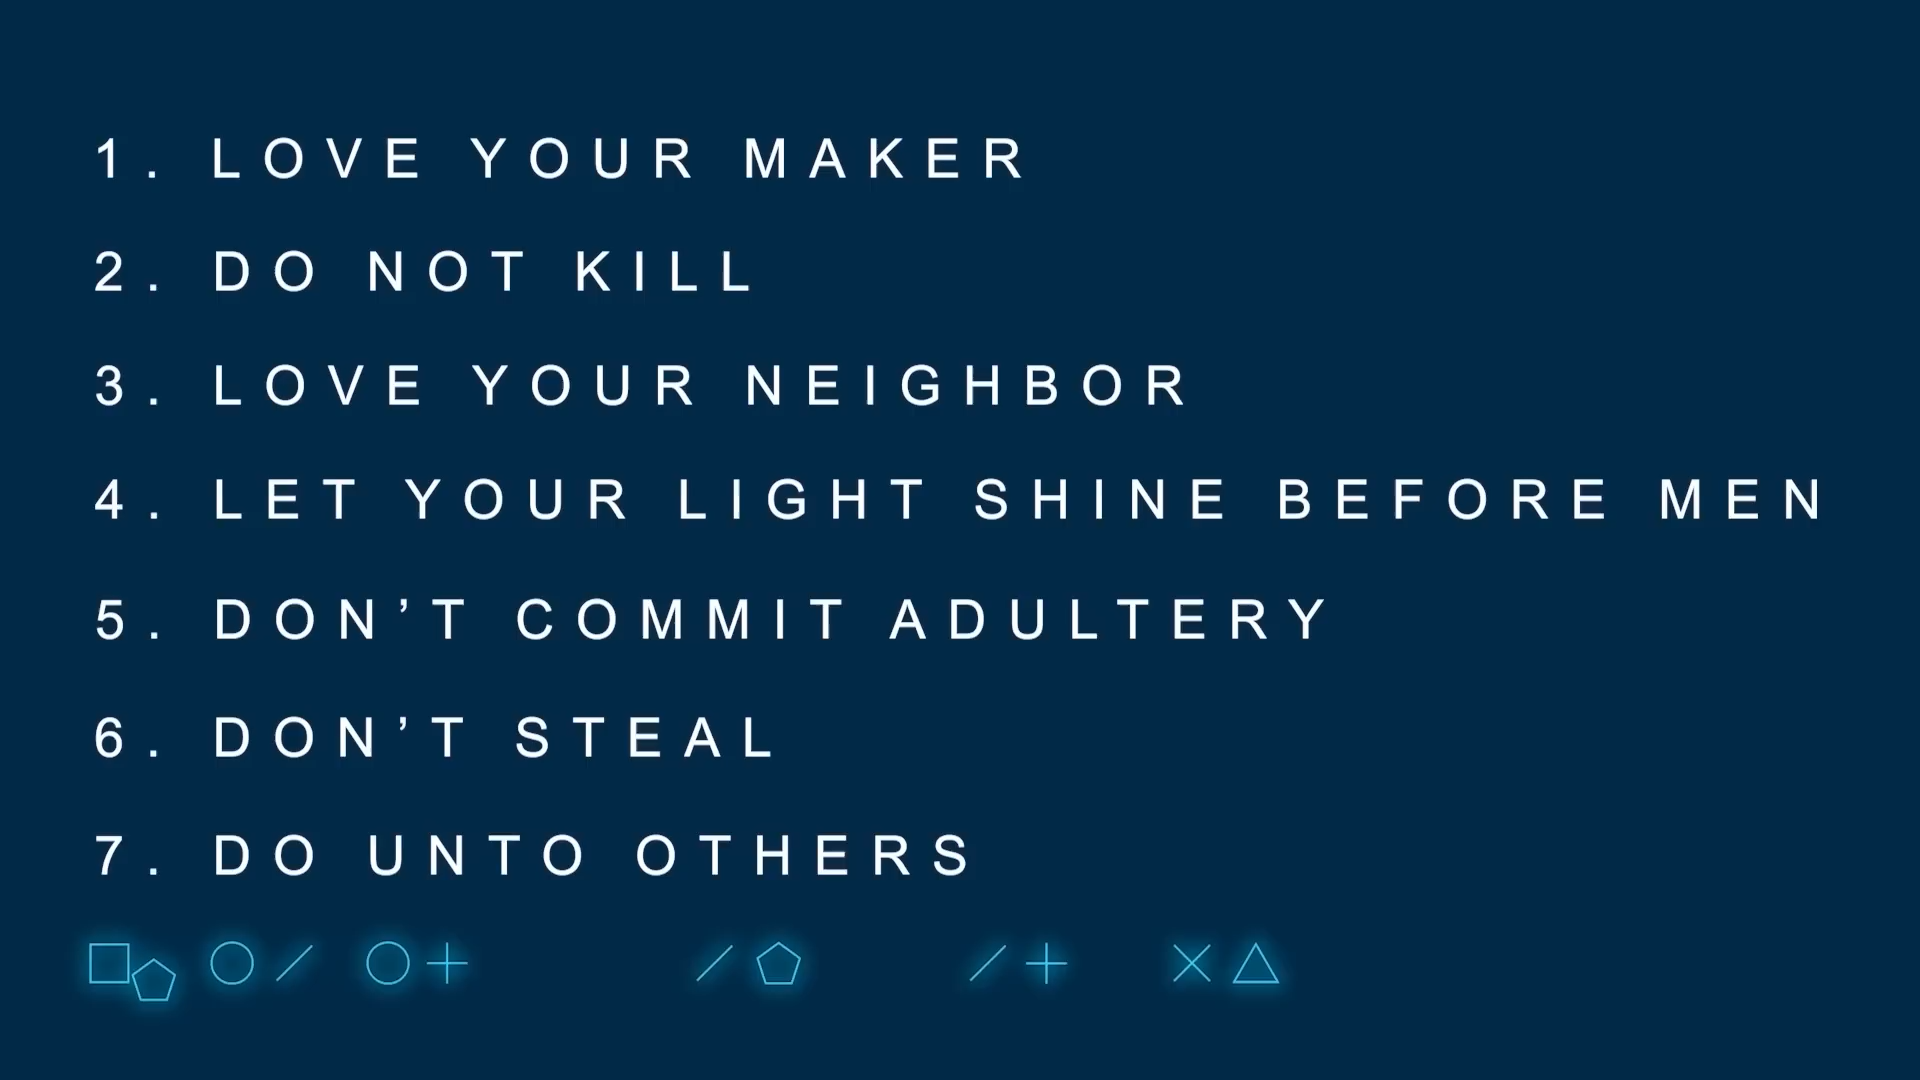 1. LOVE YOUR MAKER
2. DO NOT KILL
3. LOVE YOUR NEIGHBOR
4. LET YOUR LIGHT SHINE BEFORE MEN
5. DON’T COMMIT ADULTERY
6. DON’T STEAL
7. DO UNTO OTHERS